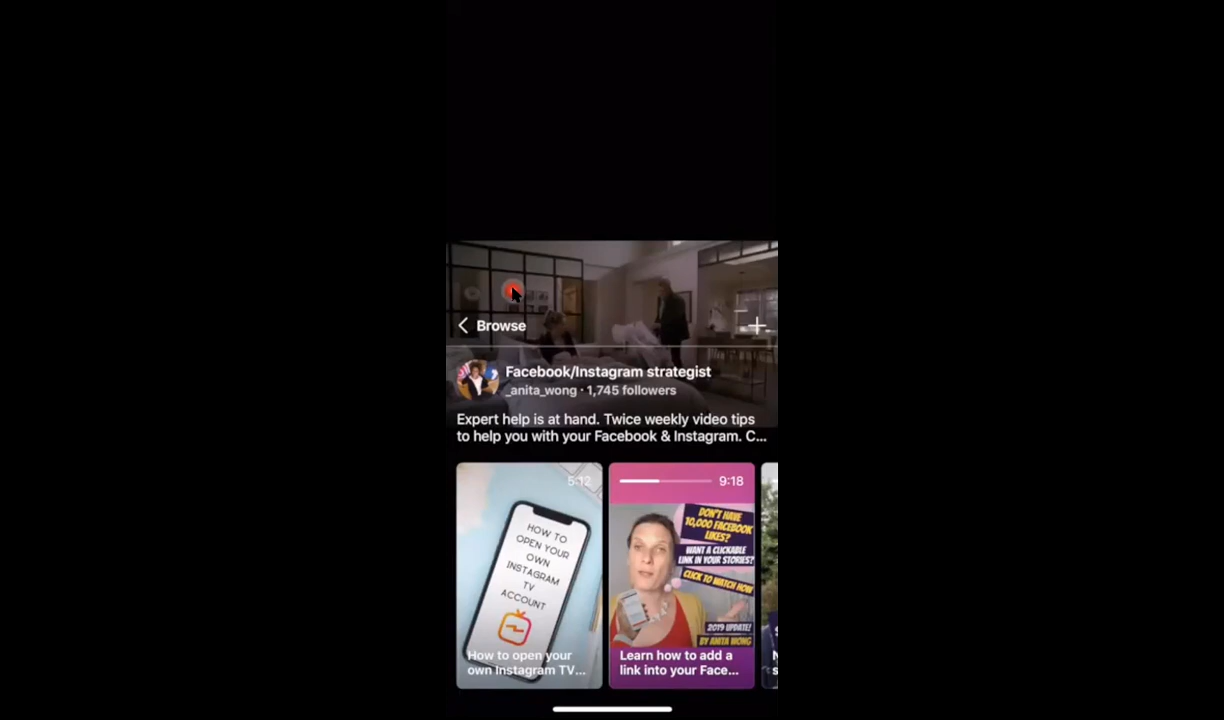 Browse
Facebook/Instagram strategist
_anita_wong · 1,745 followers
Expert help is at hand. Twice weekly video tips
to help you with your Facebook & Instagram. C...
5:12
HOW TO
OPEN YOUR
OWN
INSTAGRAM
TV
ACCOUNT
How to open your
own Instagram TV...
9:18
DON'T HAVE
10,000 FACEBOOK
LIKES?
WANT A CLICKABLE
LINK IN YOUR STORIES?
CLICK TO WATCH HOW
2019 UPDATE!
BY ANITA WONG
Learn how to add a
link into your Face...